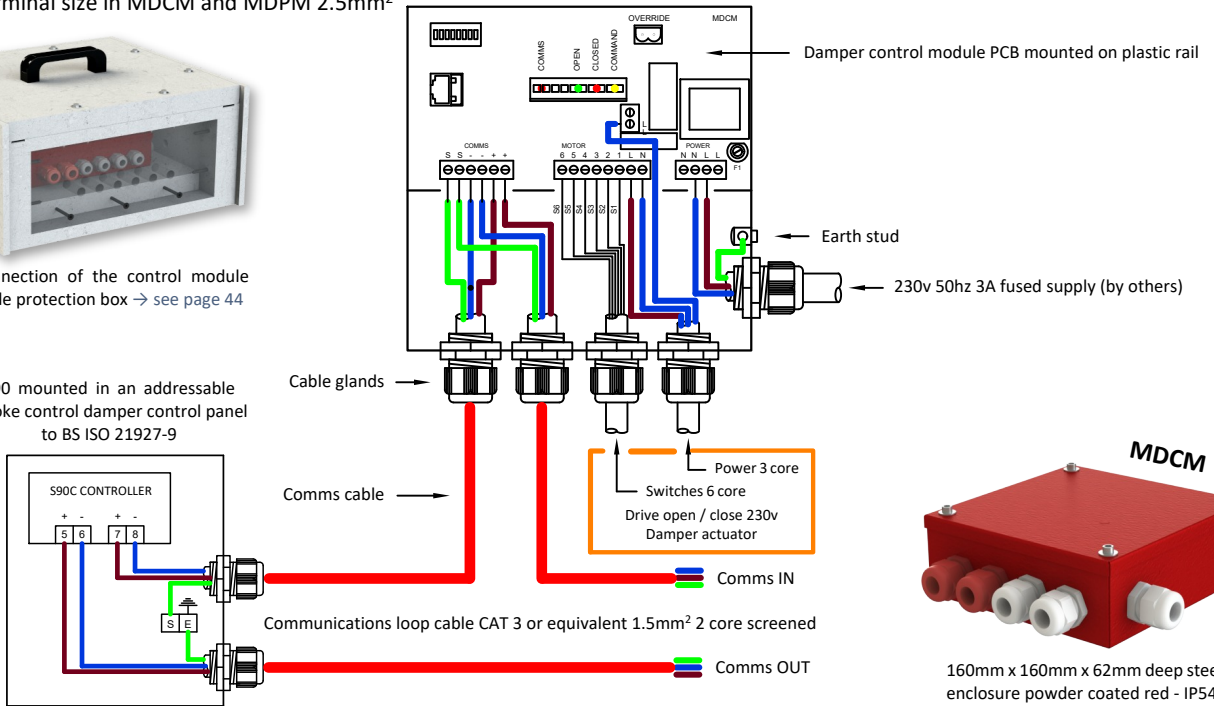 terminal size in MDCM and MDPM 2.5mm²
OVERRIDE
MDCM
COMMS
OPEN
CLOSED
COMMAND
Damper control module PCB mounted on plastic rail
L
L
COMMS
S S - - + +
MOTOR
6 5 4 3 2 1 L N
POWER
N N L L
F1
S6
S5
S4
S3
S2
S1
Earth stud
230v 50hz 3A fused supply (by others)
of the control module
protection box → see page 44
Cable glands
mounted in an addressable
control damper control panel
to BS ISO 21927-9
S90C CONTROLLER
+ - + -
5 6 7 8
S E
Comms cable
Power 3 core
Switches 6 core
Drive open / close 230v
Damper actuator
Comms IN
Communications loop cable CAT 3 or equivalent 1.5mm² 2 core screened
Comms OUT
MDCM
160mm x 160mm x 62mm deep
enclosure powder coated red - IP54